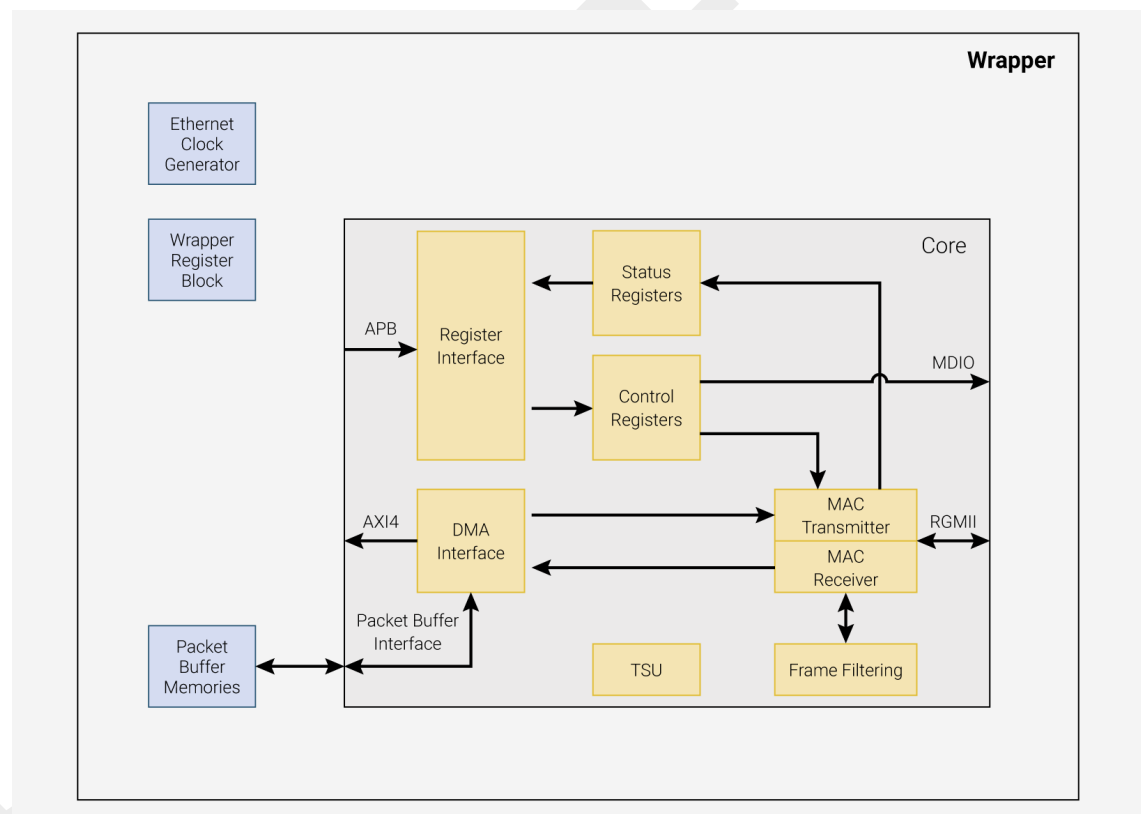 Wrapper
Ethernet
Clock
Generator
Wrapper
Register
Block
Core
APB
Register
Interface
Status
Registers
Control
Registers
MDIO
AXI4
DMA
Interface
MAC
Transmitter
MAC
Receiver
RGMII
Packet Buffer
Interface
Packet
Buffer
Memories
TSU
Frame Filtering